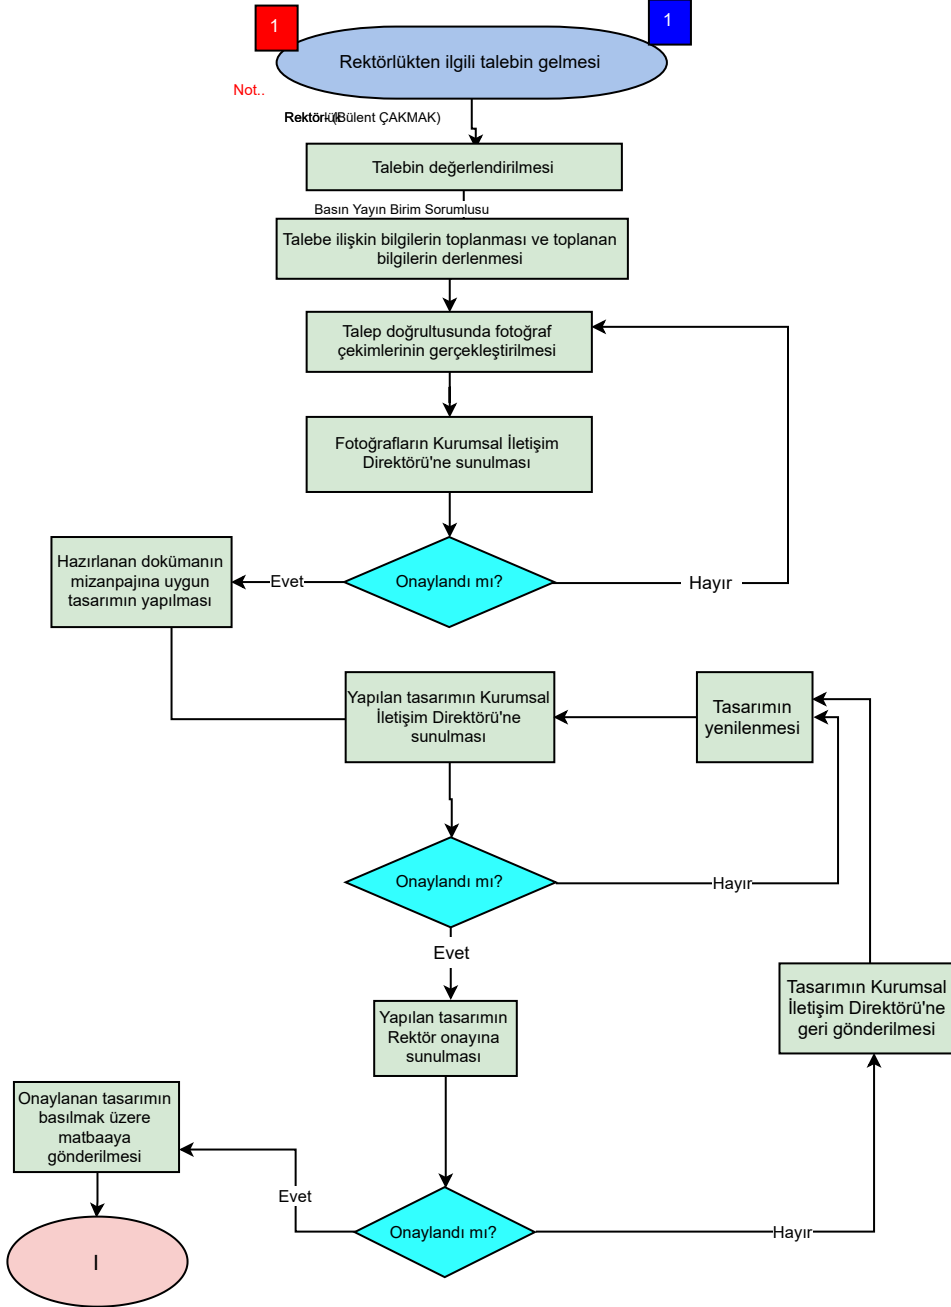 1
1
Rektörlükten ilgili talebin gelmesi
Not..
Rektörlük
(Bülent ÇAKMAK)
Talebin değerlendirilmesi
Basın Yayın Birim Sorumlusu
Talebe ilişkin bilgilerin toplanması ve toplanan
bilgilerin derlenmesi
Talep doğrultusunda fotoğraf
çekimlerinin gerçekleştirilmesi
Fotoğrafların Kurumsal İletişim
Direktörü'ne sunulması
Hazırlanan dokümanın
mizanpajına uygun
tasarımın yapılması
Evet
Onaylandı mı?
Hayır
Yapılan tasarımın Kurumsal
İletişim Direktörü'ne
sunulması
Tasarımın
yenilenmesi
Onaylandı mı?
Hayır
Evet
Tasarımın Kurumsal
İletişim Direktörü'ne
geri gönderilmesi
Yapılan tasarımın
Rektör onayına
sunulması
Onaylanan tasarımın
basılmak üzere
matbaaya
gönderilmesi
Evet
Onaylandı mı?
Hayır
I